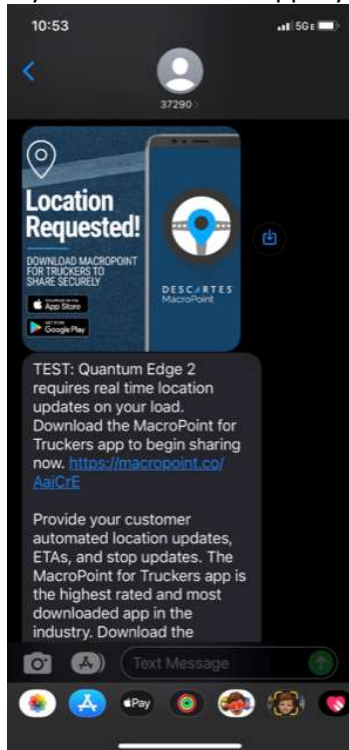 10:53
5G E
37290 >
Location
Requested!
DOWNLOAD MACROPOINT
FOR TRUCKERS TO
SHARE SECURELY
App Store
GET IT ON
Google Play
DESCARTES
MacroPoint
TEST: Quantum Edge 2
requires real time location
updates on your load.
Download the MacroPoint for
Truckers app to begin sharing
now. https://macropoint.co/
AajCrE
Provide your customer
automated location updates,
ETAs, and stop updates. The
MacroPoint for Truckers app is
the highest rated and most
downloaded app in the
industry. Download the
Text Message
Pay